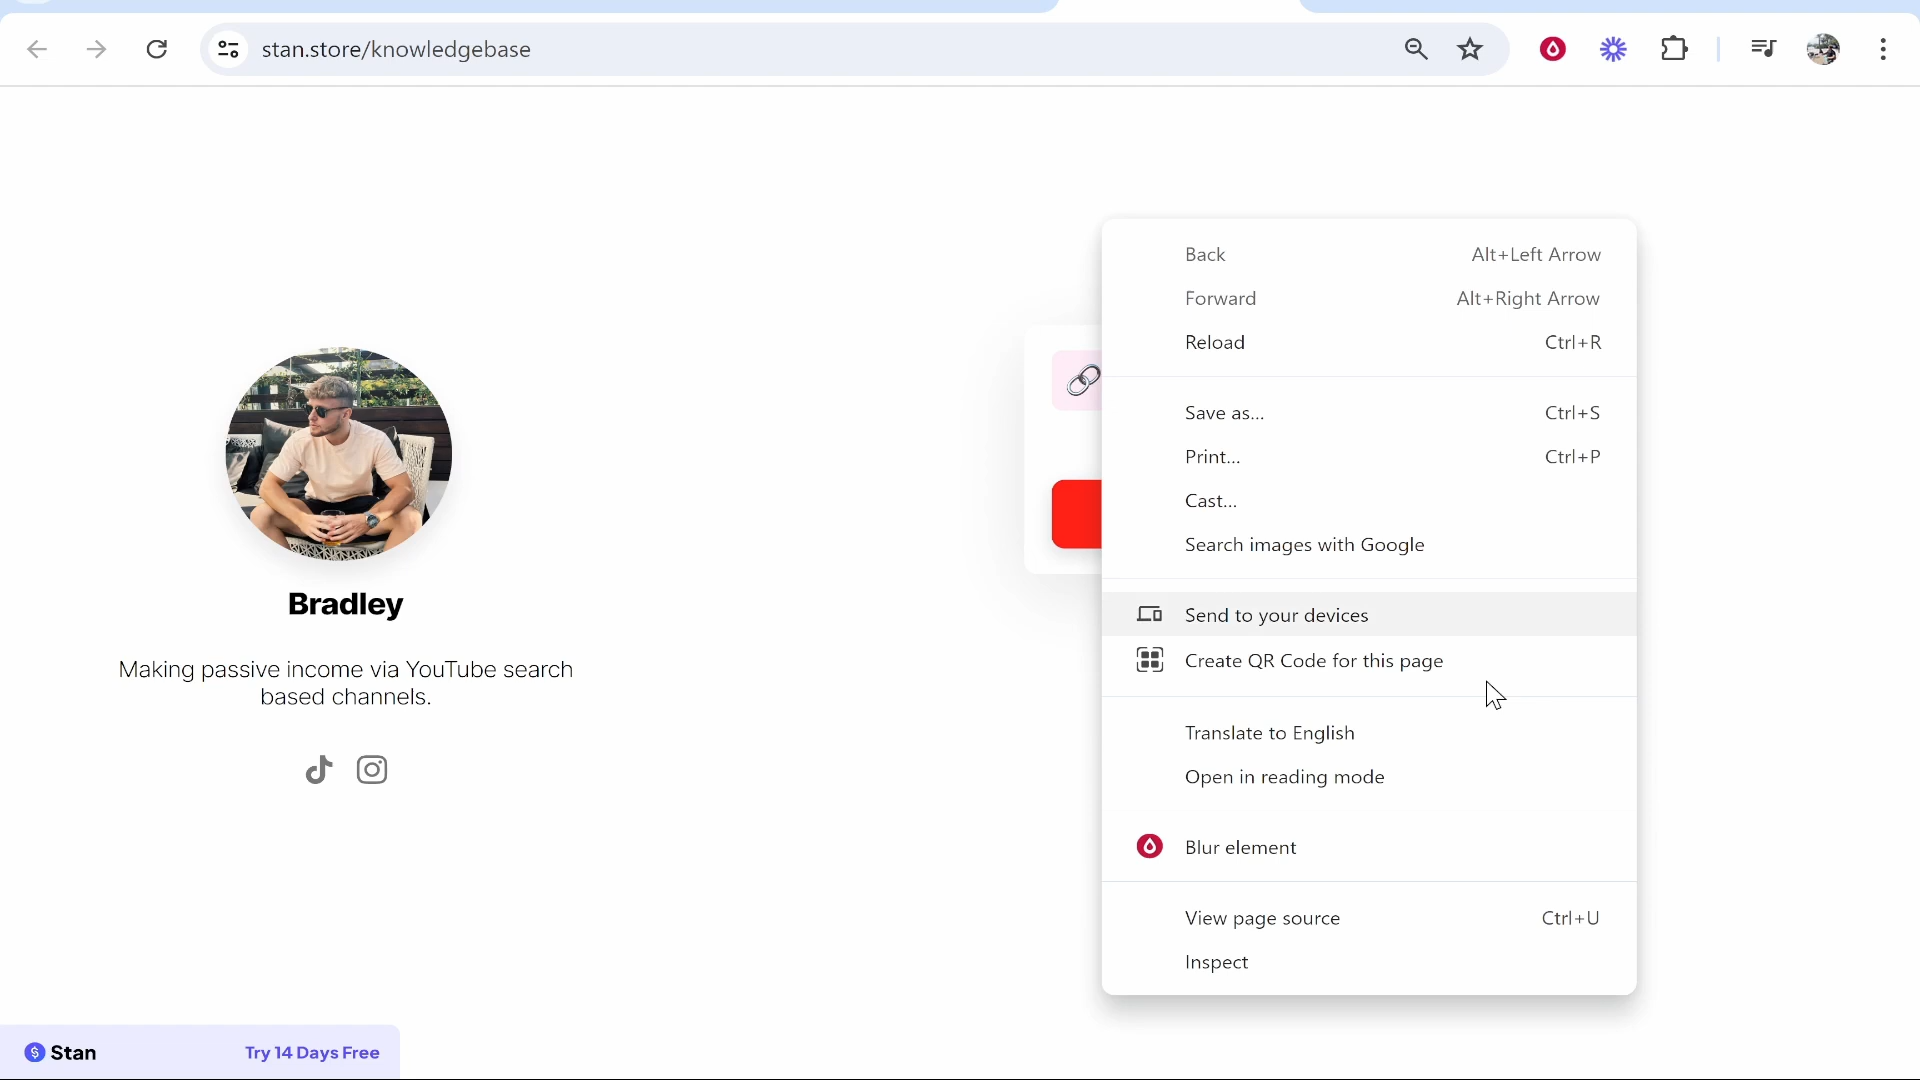 stan.store/knowledgebase
Back Alt+Left Arrow
Forward Alt+Right Arrow
Reload Ctrl+R
Save as... Ctrl+S
Print... Ctrl+P
Cast...
Search images with Google
Send to your devices
Create QR Code for this page
Translate to English
Open in reading mode
Blur element
View page source Ctrl+U
Inspect
Bradley
Making passive income via YouTube search
based channels.
Stan Try 14 Days Free